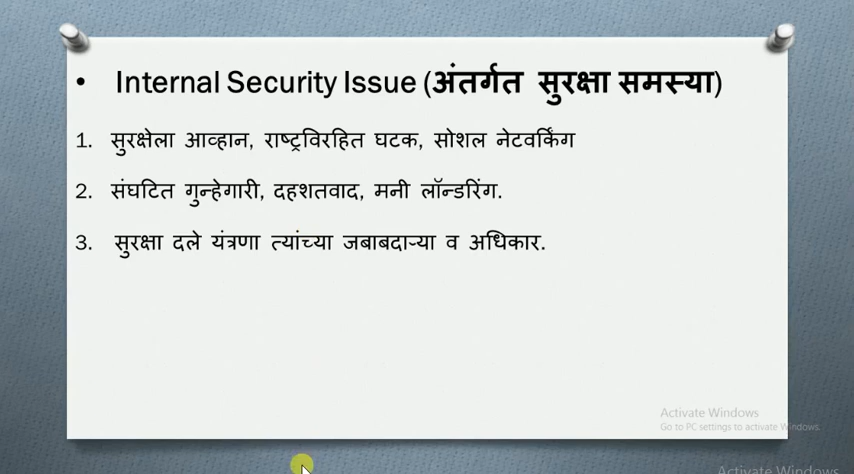 • Internal Security Issue (अंतर्गत सुरक्षा समस्या)
1. सुरक्षेला आव्हान, राष्ट्रविरहित घटक, सोशल नेटवर्किंग
2. संघटित गुन्हेगारी, दहशतवाद, मनी लॉन्डरिंग.
3. सुरक्षा दले यंत्रणा त्यांच्या जबाबदाऱ्या व अधिकार.
Activate Windows
Go to PC settings to activate Windows.
Activate Windows